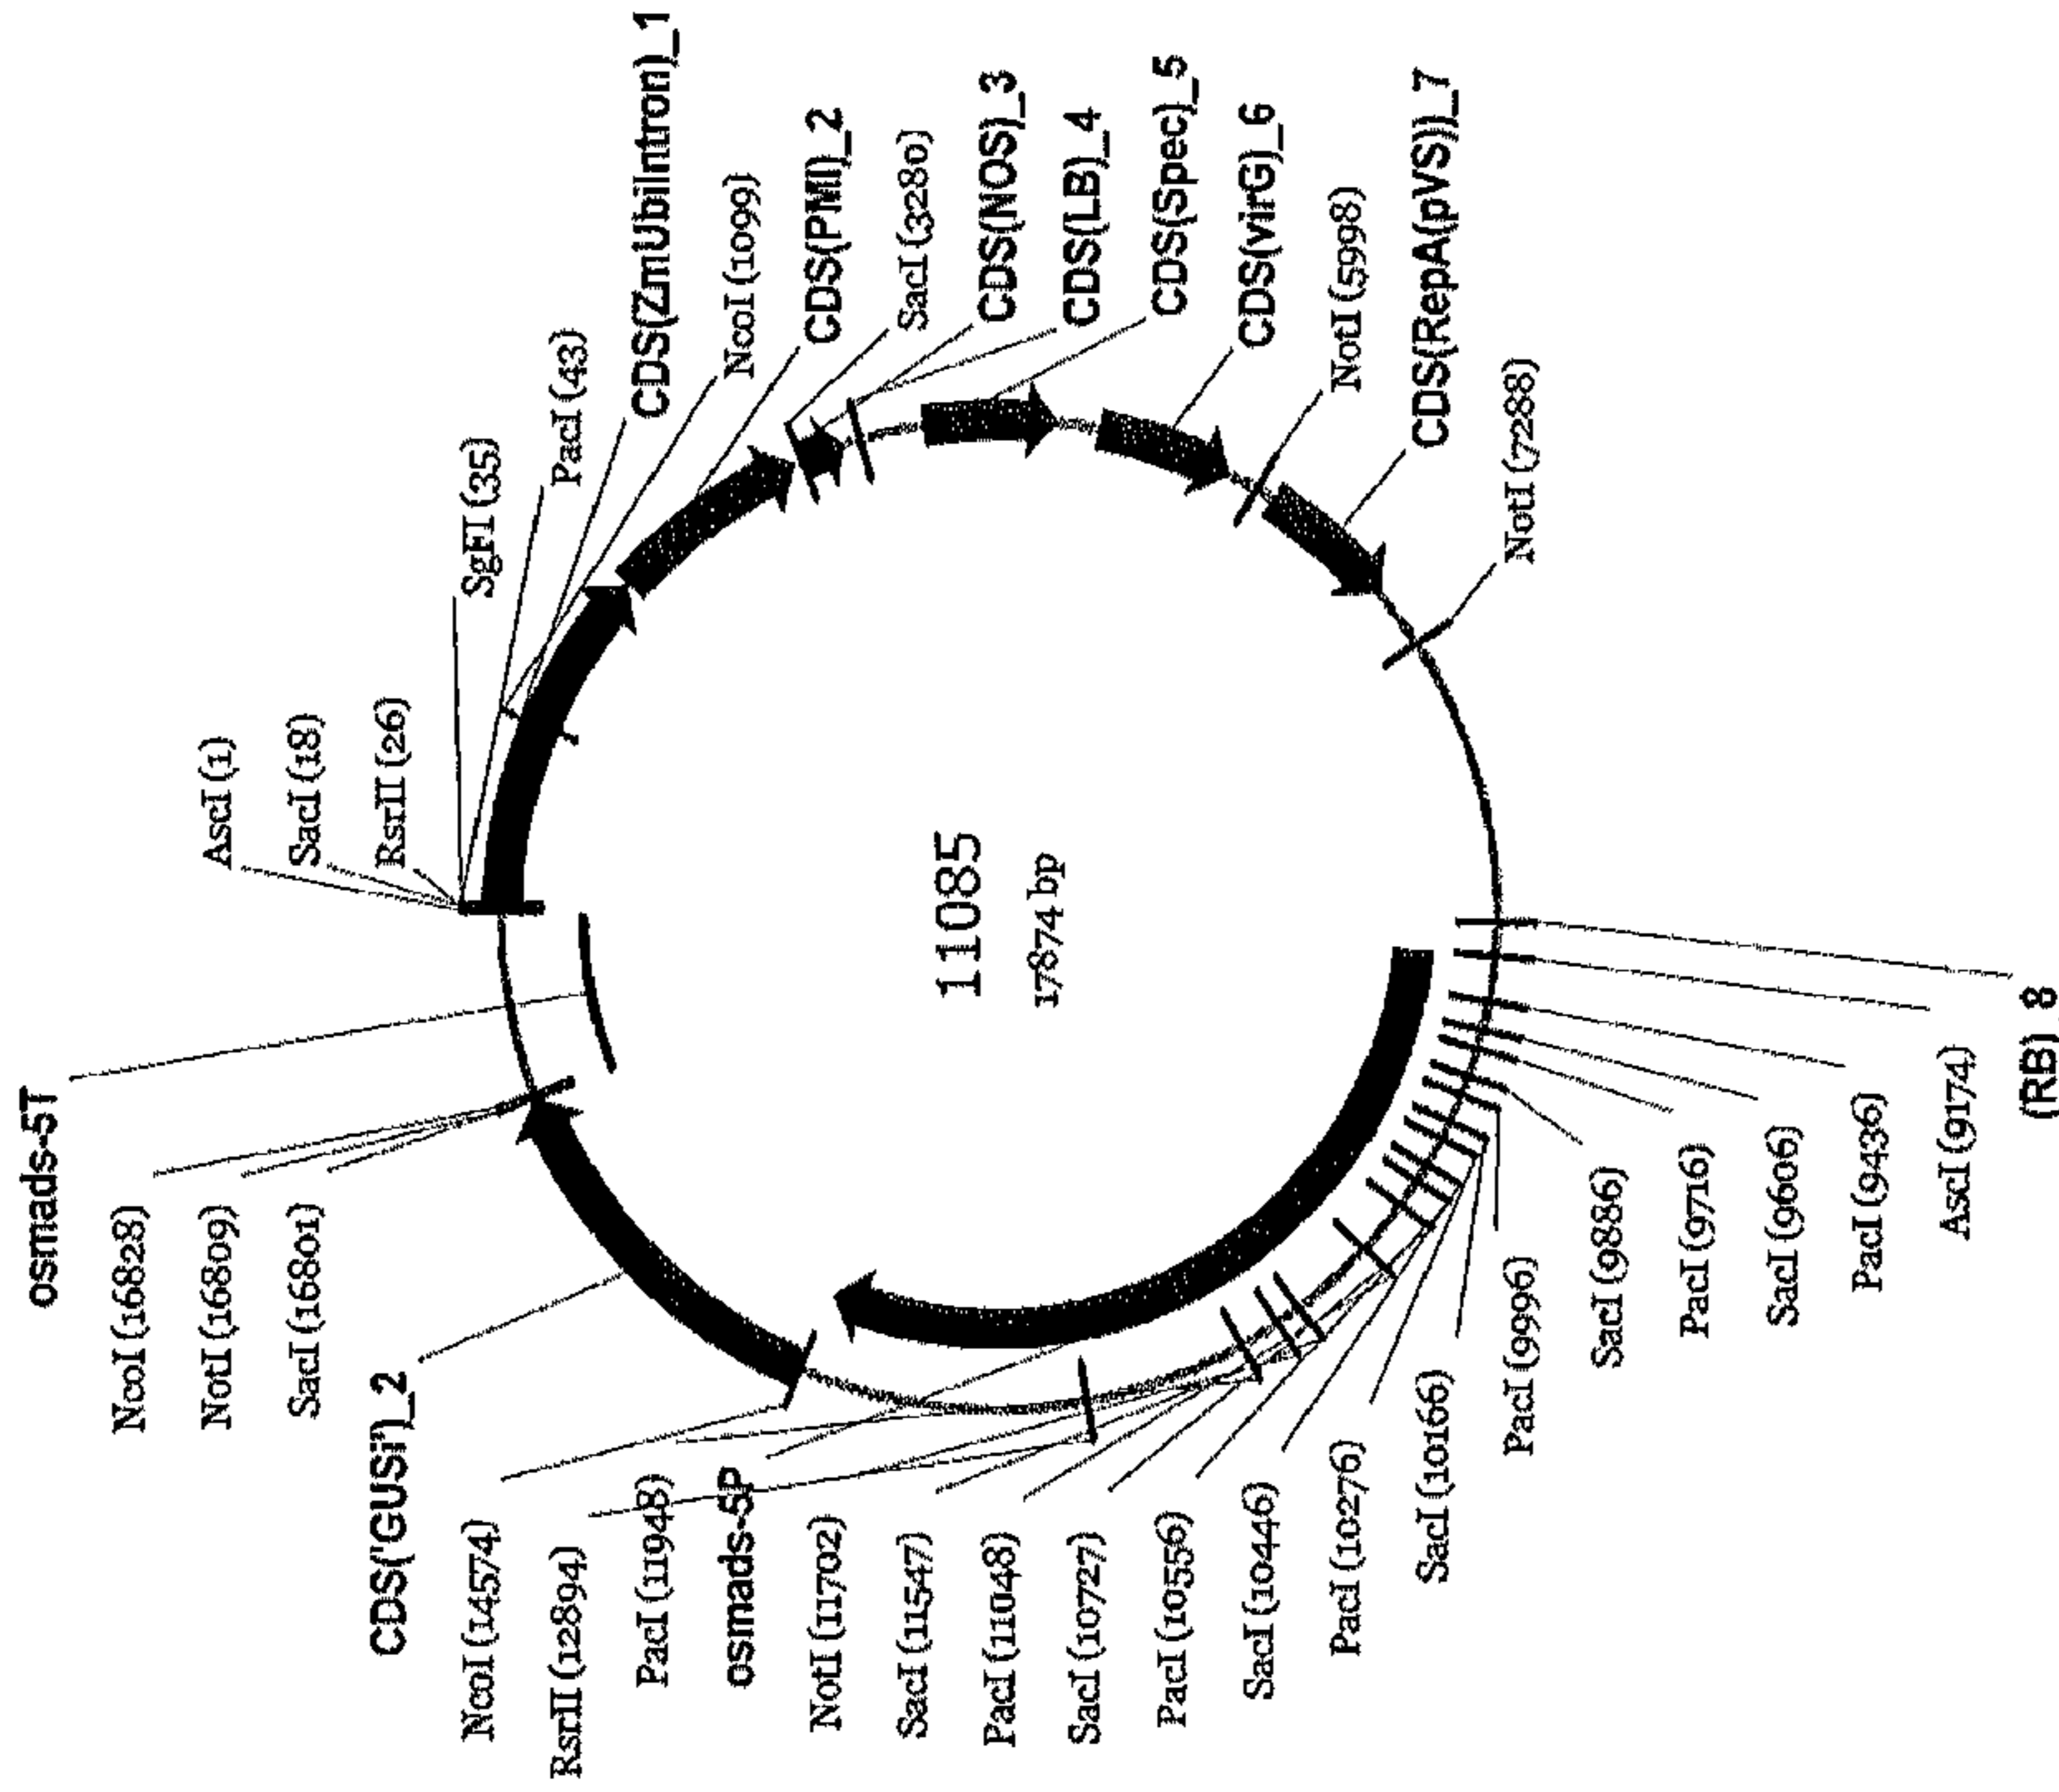 AscI (1)
SacI (18)
RsrII (26)
SgFI (35)
PacI (43)
CDS(ZmUbiIntron)_1
NcoI (1099)
CDS(PMI)_2
SacI (3280)
CDS(NOS)_3
CDS(LB)_4
CDS(Spec)_5
CDS(virG)_6
NotI (5998)
CDS(RepA(pVS))_7
NotI (7288)
osmads-5T
NcoI (16828)
NotI (16809)
SacI (16801)
CDS('GUSi')_2
NcoI (14574)
RsrII (12894)
PacI (11948)
osmads-5P
NotI (11702)
SacI (11547)
PacI (11048)
SacI (10727)
PacI (10556)
SacI (10446)
PacI (10276)
SacI (10166)
PacI (9996)
SacI (9886)
PacI (9716)
SacI (9606)
PacI (9436)
AscI (9174)
(RB)_8
11085
17874 bp